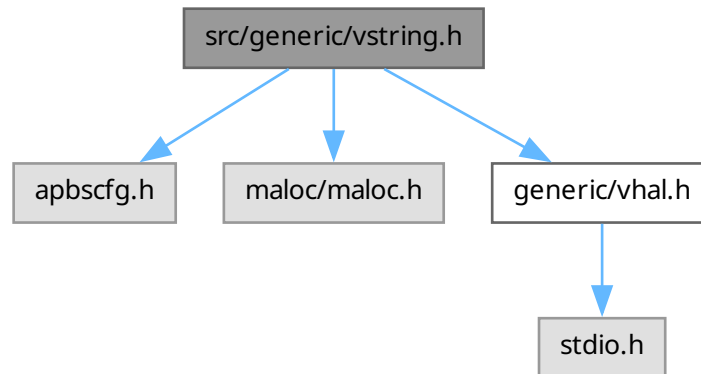 src/generic/vstring.h
apbscfg.h
maloc/maloc.h
generic/vhal.h
stdio.h